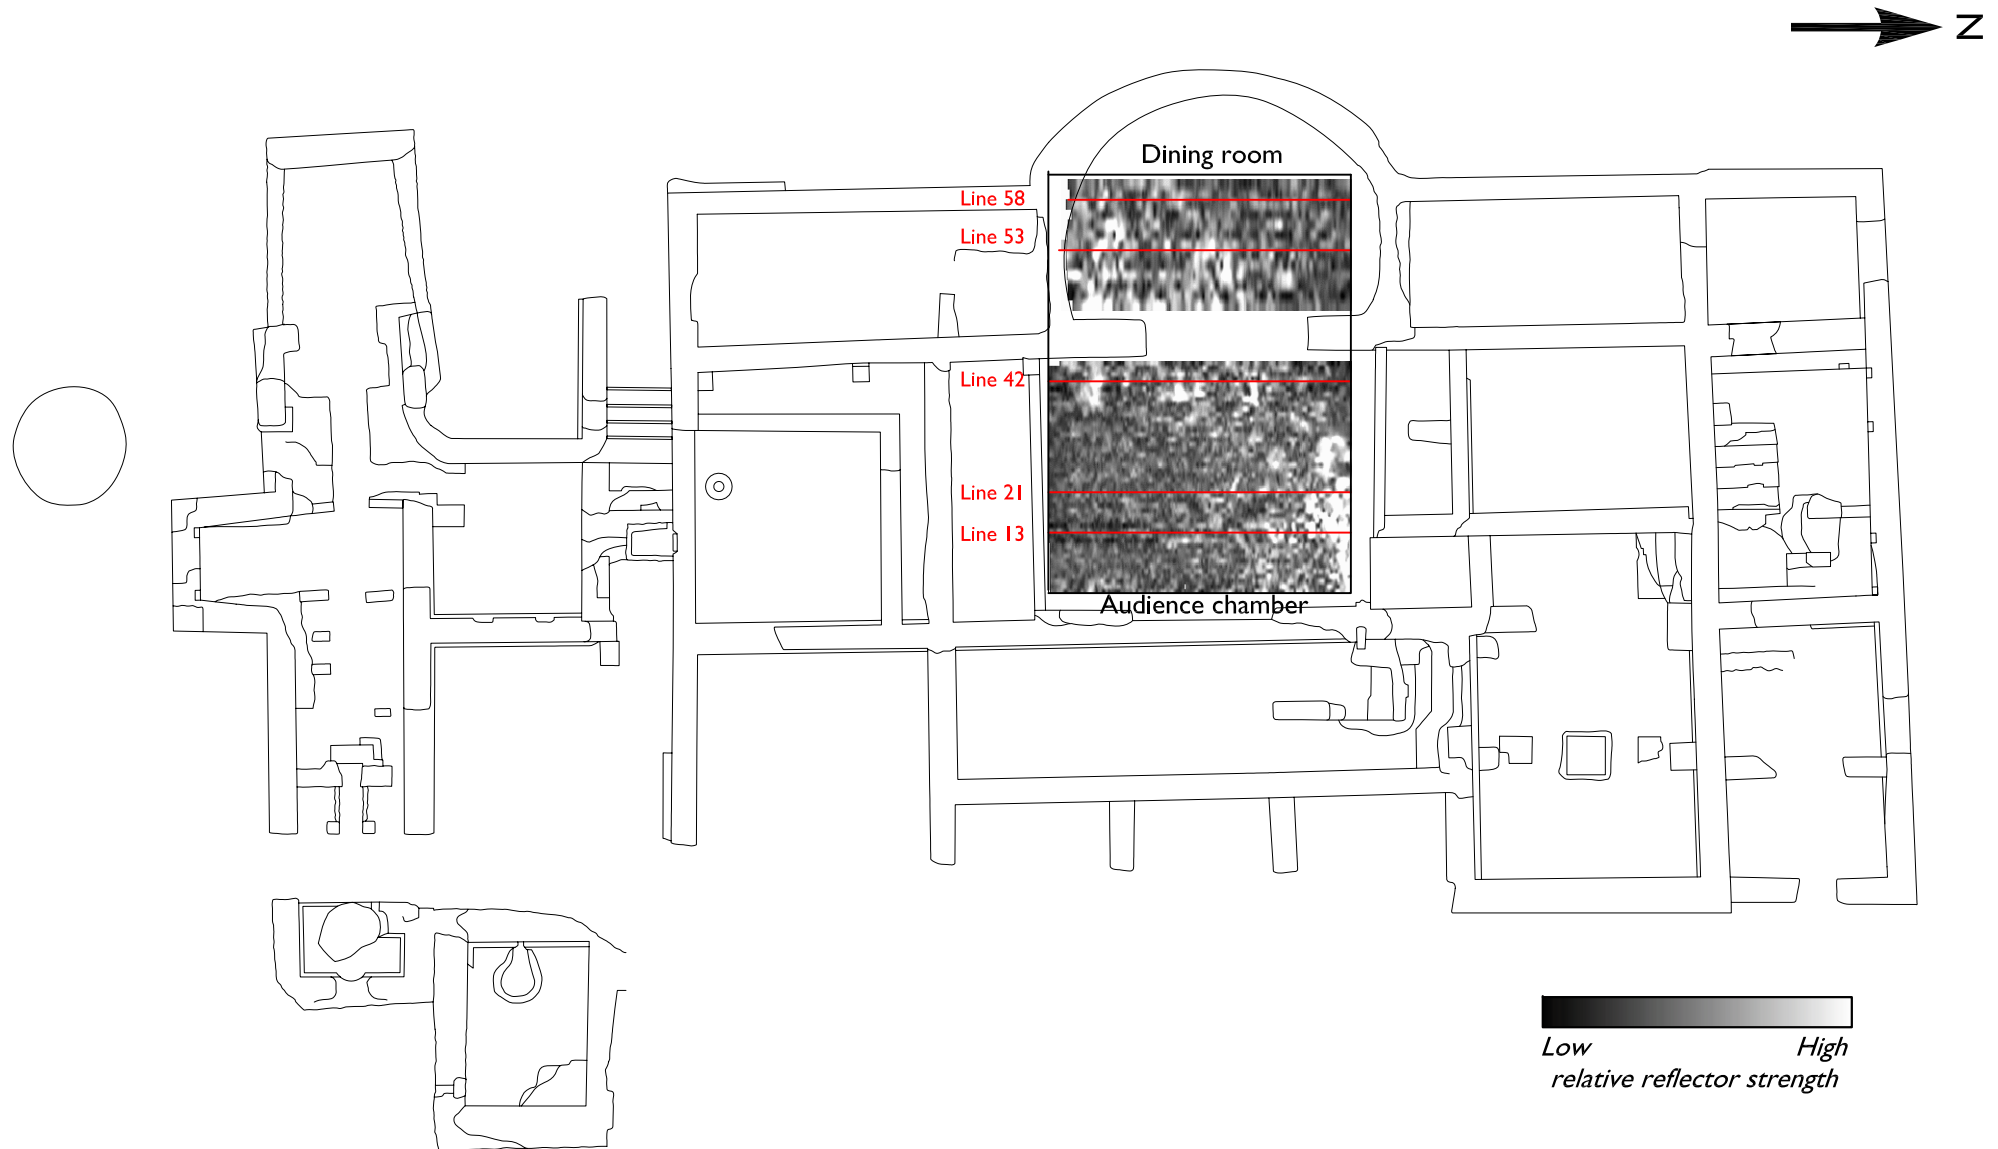 N
Dining room
Line 58
Line 53
Line 42
Line 21
Line 13
Audience chamber
Low High
relative reflector strength